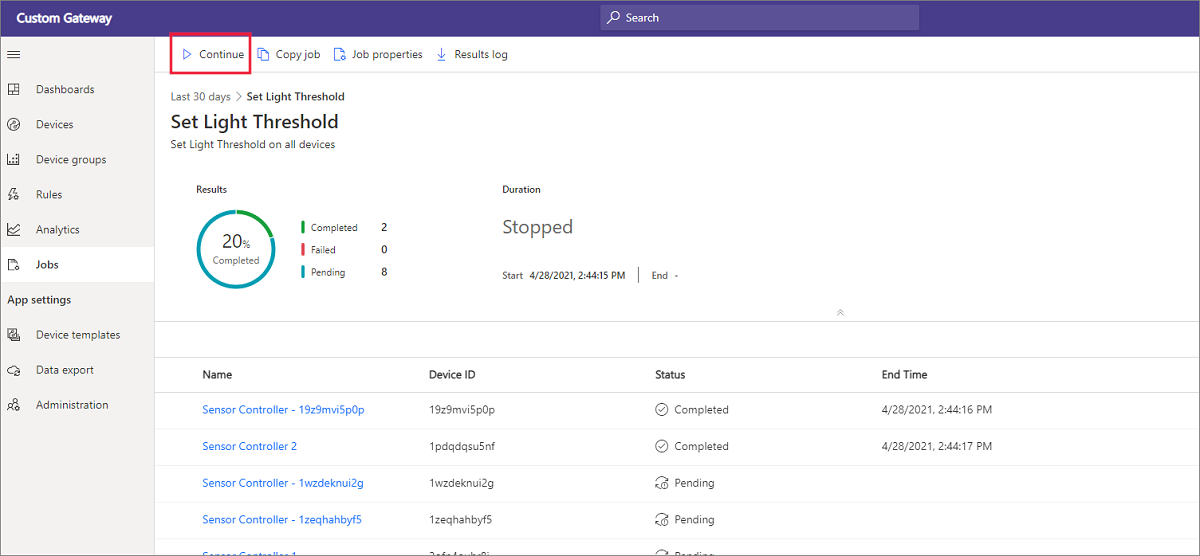 Custom Gateway
Search
Continue
Copy job
Job properties
Results log
Dashboards
Devices
Device groups
Rules
Analytics
Jobs
App settings
Device templates
Data export
Administration
Last 30 days > Set Light Threshold
Set Light Threshold
Set Light Threshold on all devices
Results
20%
Completed
Completed 2
Failed 0
Pending 8
Duration
Stopped
Start 4/28/2021, 2:44:15 PM
End -
Name Device ID Status End Time
Sensor Controller - 19z9mvi5p0p 19z9mvi5p0p Completed 4/28/2021, 2:44:16 PM
Sensor Controller 2 1pdqdqsu5nf Completed 4/28/2021, 2:44:17 PM
Sensor Controller - 1wzdeknui2g 1wzdeknui2g Pending
Sensor Controller - 1zeqhahbyf5 1zeqhahbyf5 Pending
Sensor Controller 1 Pending